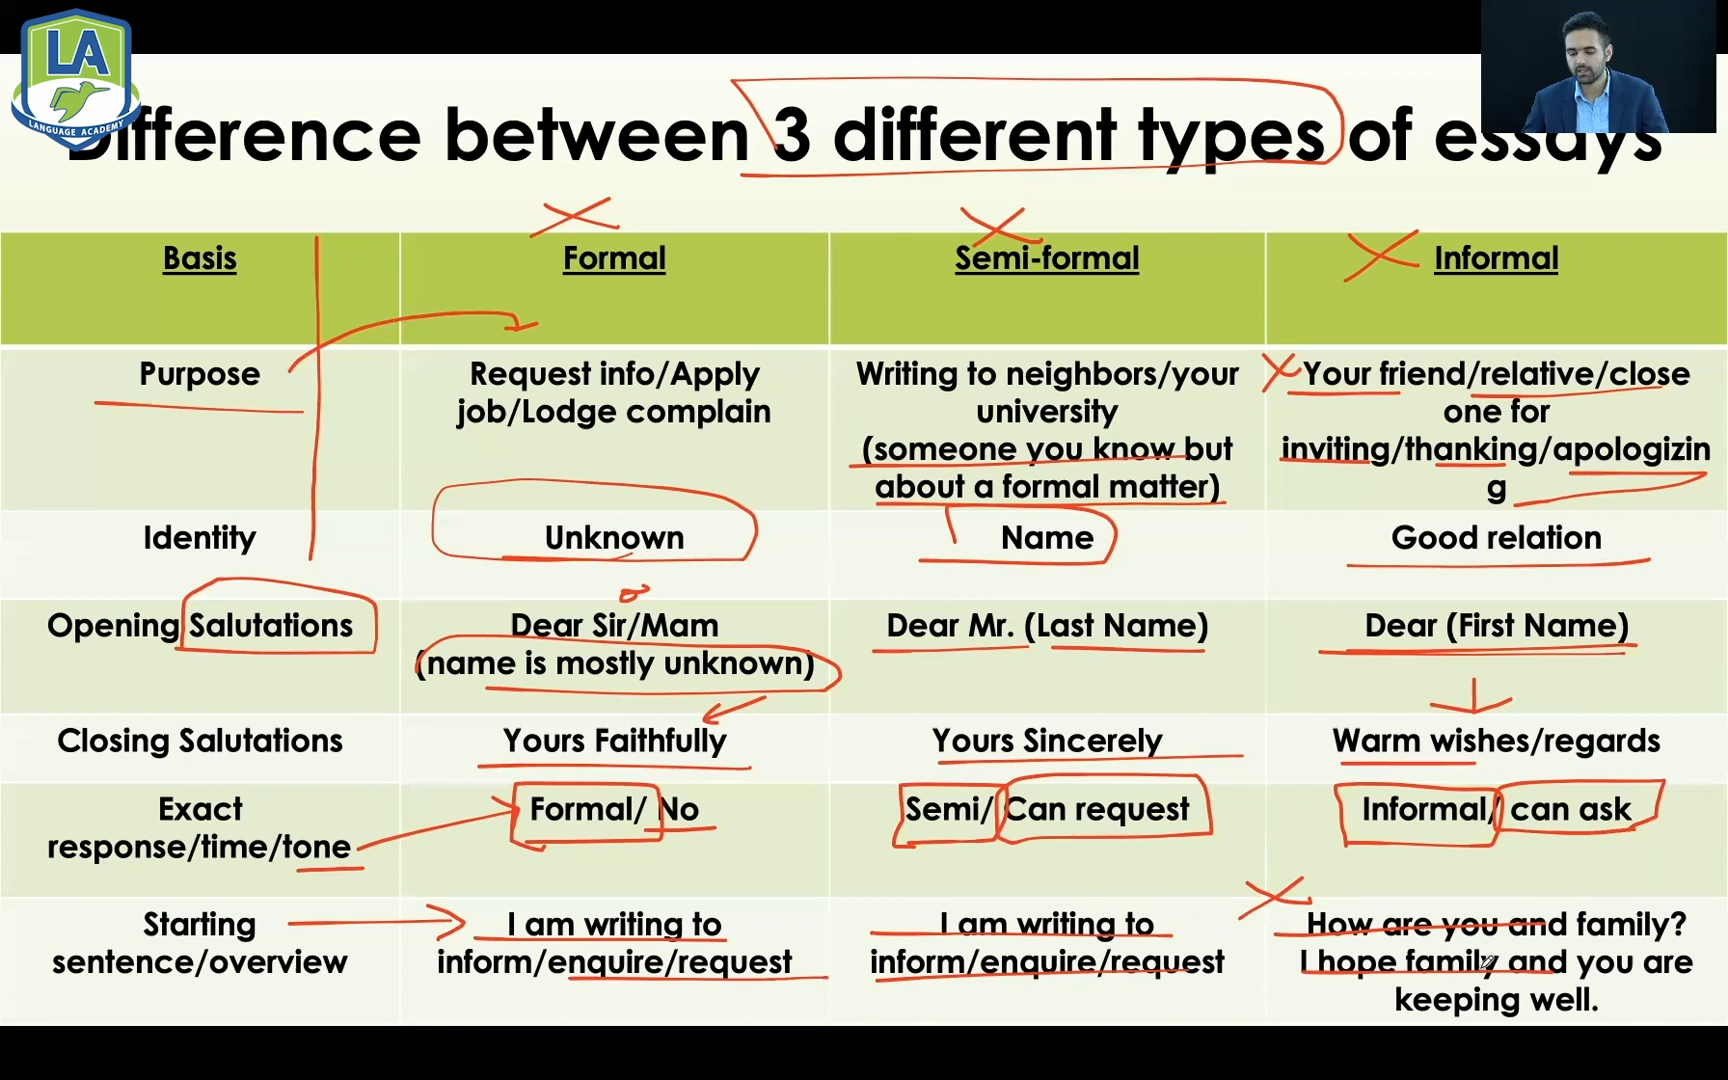 LA
LANGUAGE ACADEMY
Difference between 3 different types of essays
Basis
Formal
Semi-formal
Informal
Purpose
Request info/Apply
job/Lodge complain
Writing to neighbors/your
university
(someone you know but
about a formal matter)
Your friend/relative/close
one for
inviting/thanking/apologizin
g
Identity
Unknown
Name
Good relation
Opening Salutations
Dear Sir/Mam
(name is mostly unknown)
Dear Mr. (Last Name)
Dear (First Name)
Closing Salutations
Yours Faithfully
Yours Sincerely
Warm wishes/regards
Exact
response/time/tone
Formal/ No
Semi/ Can request
Informal/ can ask
Starting
sentence/overview
I am writing to
inform/enquire/request
I am writing to
inform/enquire/request
How are you and family?
I hope family and you are
keeping well.